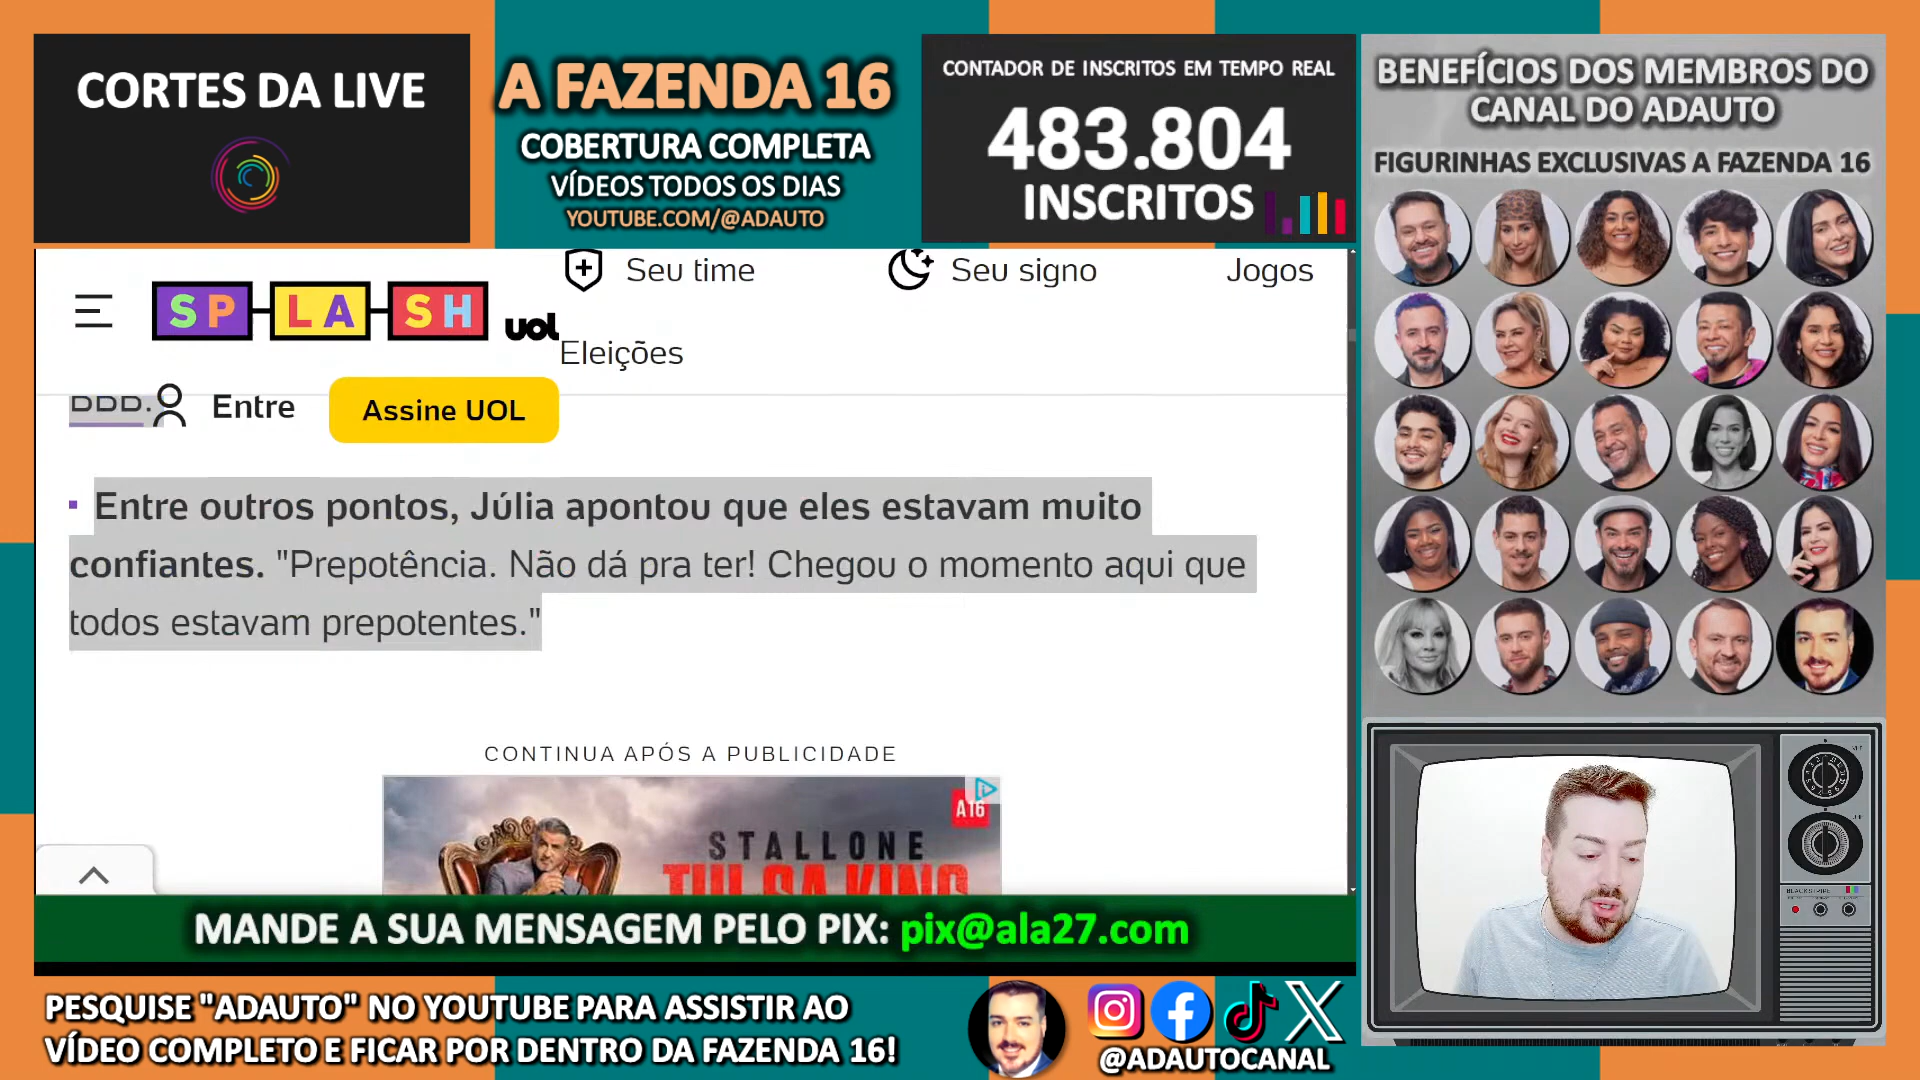 CORTES DA LIVE
A FAZENDA 16
COBERTURA COMPLETA
VÍDEOS TODOS OS DIAS
YOUTUBE.COM/@ADAUTO
CONTADOR DE INSCRITOS EM TEMPO REAL
483.804
INSCRITOS
BENEFÍCIOS DOS MEMBROS DO
CANAL DO ADAUTO
FIGURINHAS EXCLUSIVAS A FAZENDA 16
SPLASH uol
Seu time
Seu signo
Jogos
Eleições
BBB.
Entre
Assine UOL
Entre outros pontos, Júlia apontou que eles estavam muito
confiantes. "Prepotência. Não dá pra ter! Chegou o momento aqui que
todos estavam prepotentes."
CONTINUA APÓS A PUBLICIDADE
A16
STALLONE
TULSA KING
MANDE A SUA MENSAGEM PELO PIX: pix@ala27.com
PESQUISE "ADAUTO" NO YOUTUBE PARA ASSISTIR AO
VÍDEO COMPLETO E FICAR POR DENTRO DA FAZENDA 16!
@ADAUTOCANAL